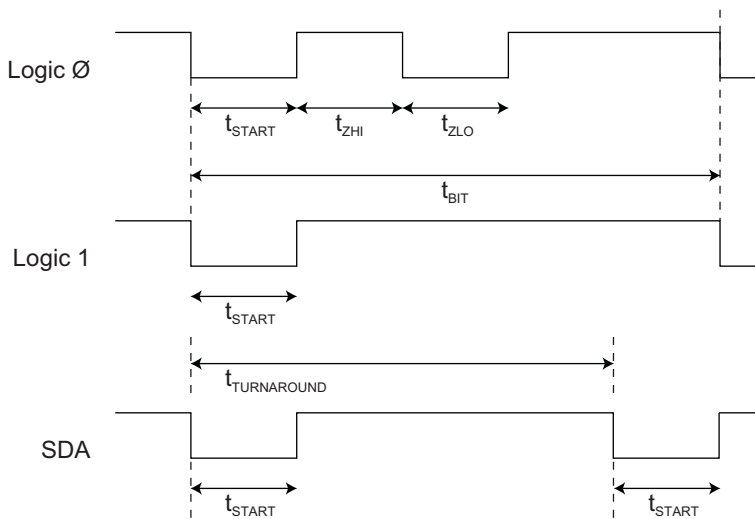 Logic Ø
tSTART tZHI tZLO
tBIT
Logic 1
tSTART
tTURNAROUND
SDA
tSTART tSTART